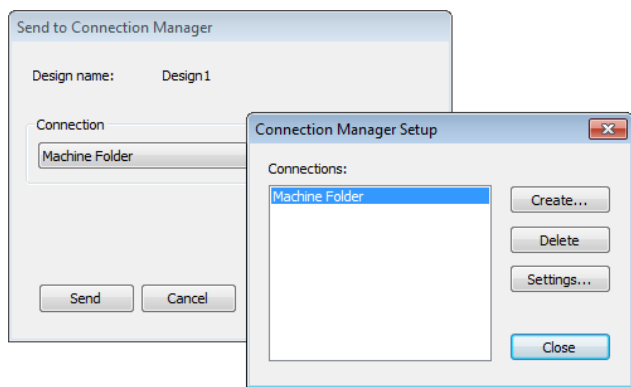 Send to Connection Manager
Design name: Design1
Connection
Machine Folder
Send Cancel
Connection Manager Setup
Connections:
Machine Folder
Create...
Delete
Settings...
Close